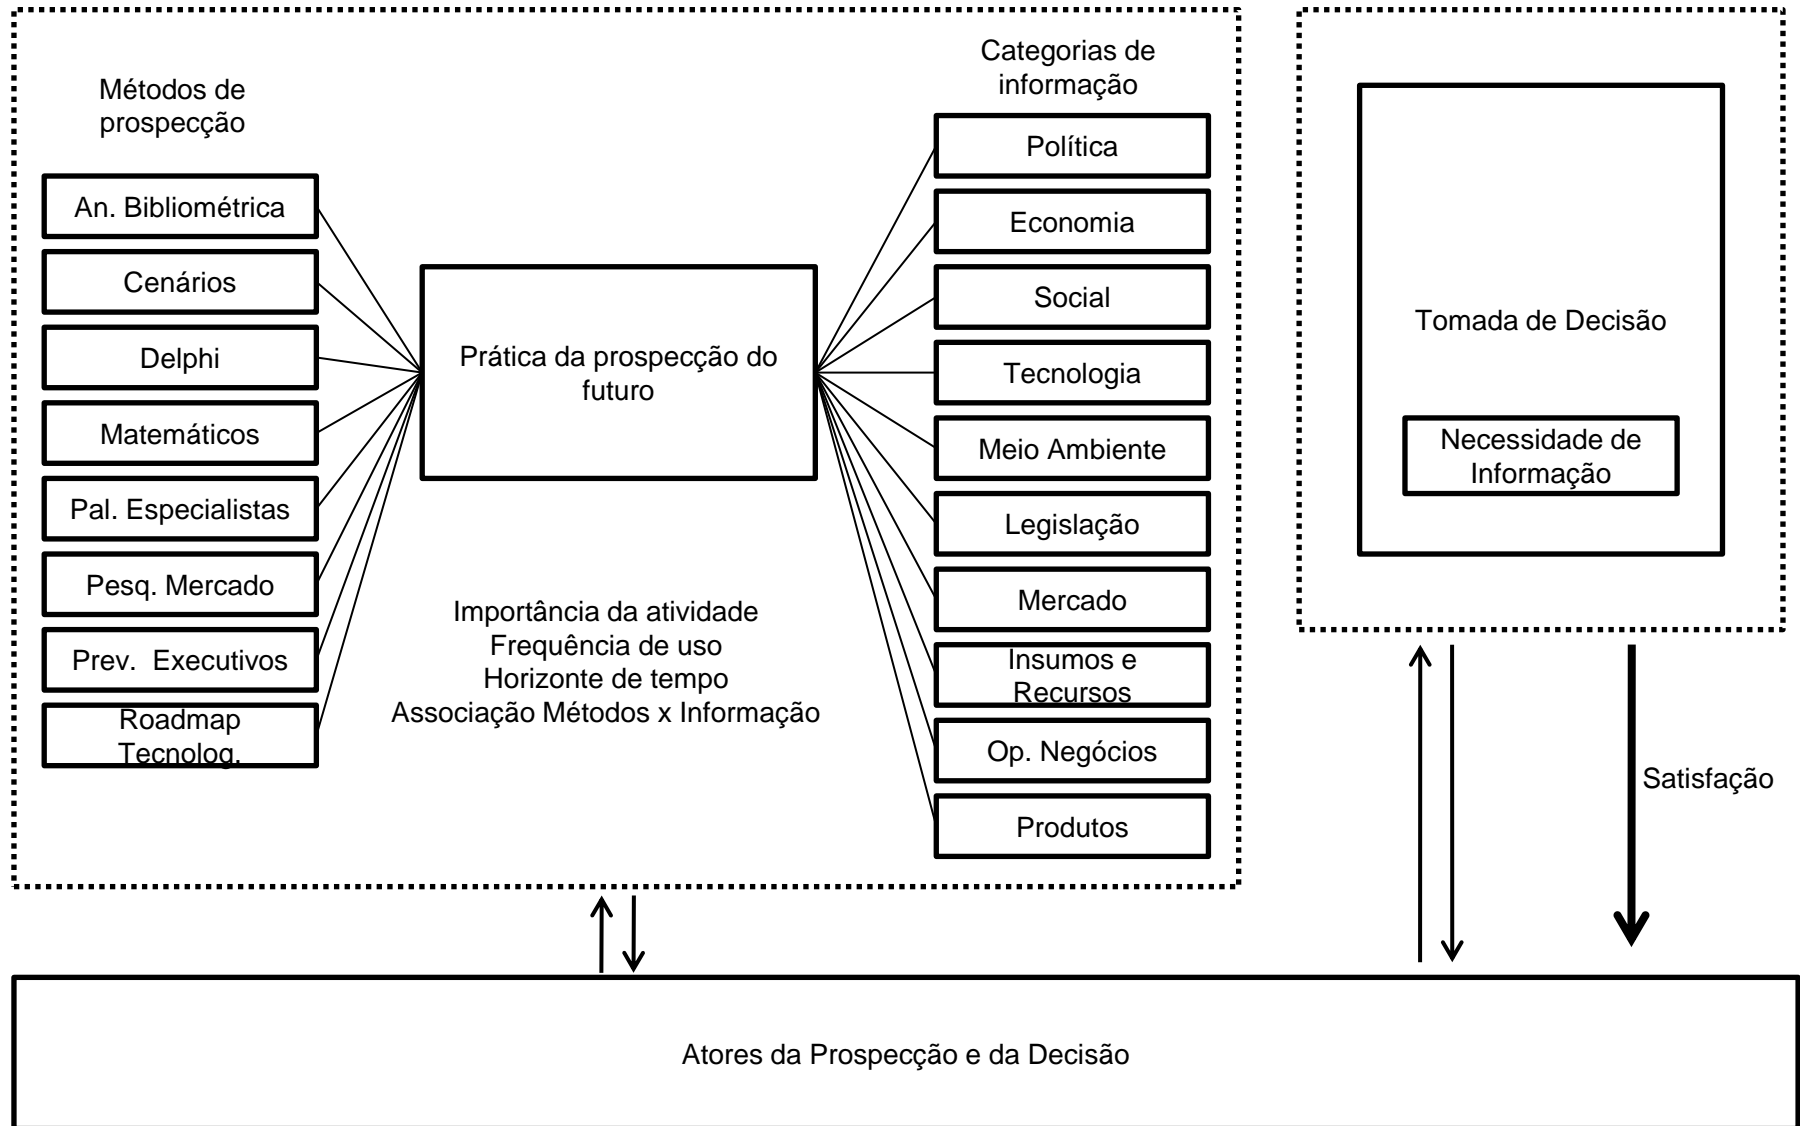 Métodos de
prospecção
An. Bibliométrica
Cenários
Delphi
Matemáticos
Pal. Especialistas
Pesq. Mercado
Prev.  Executivos
Roadmap
Tecnolog.
Prática da prospecção do
futuro
Importância da atividade
Frequência de uso
Horizonte de tempo
Associação Métodos x Informação
Categorias de
informação
Política
Economia
Social
Tecnologia
Meio Ambiente
Legislação
Mercado
Insumos e
Recursos
Op. Negócios
Produtos
Tomada de Decisão
Necessidade de
Informação
Satisfação
Atores da Prospecção e da Decisão